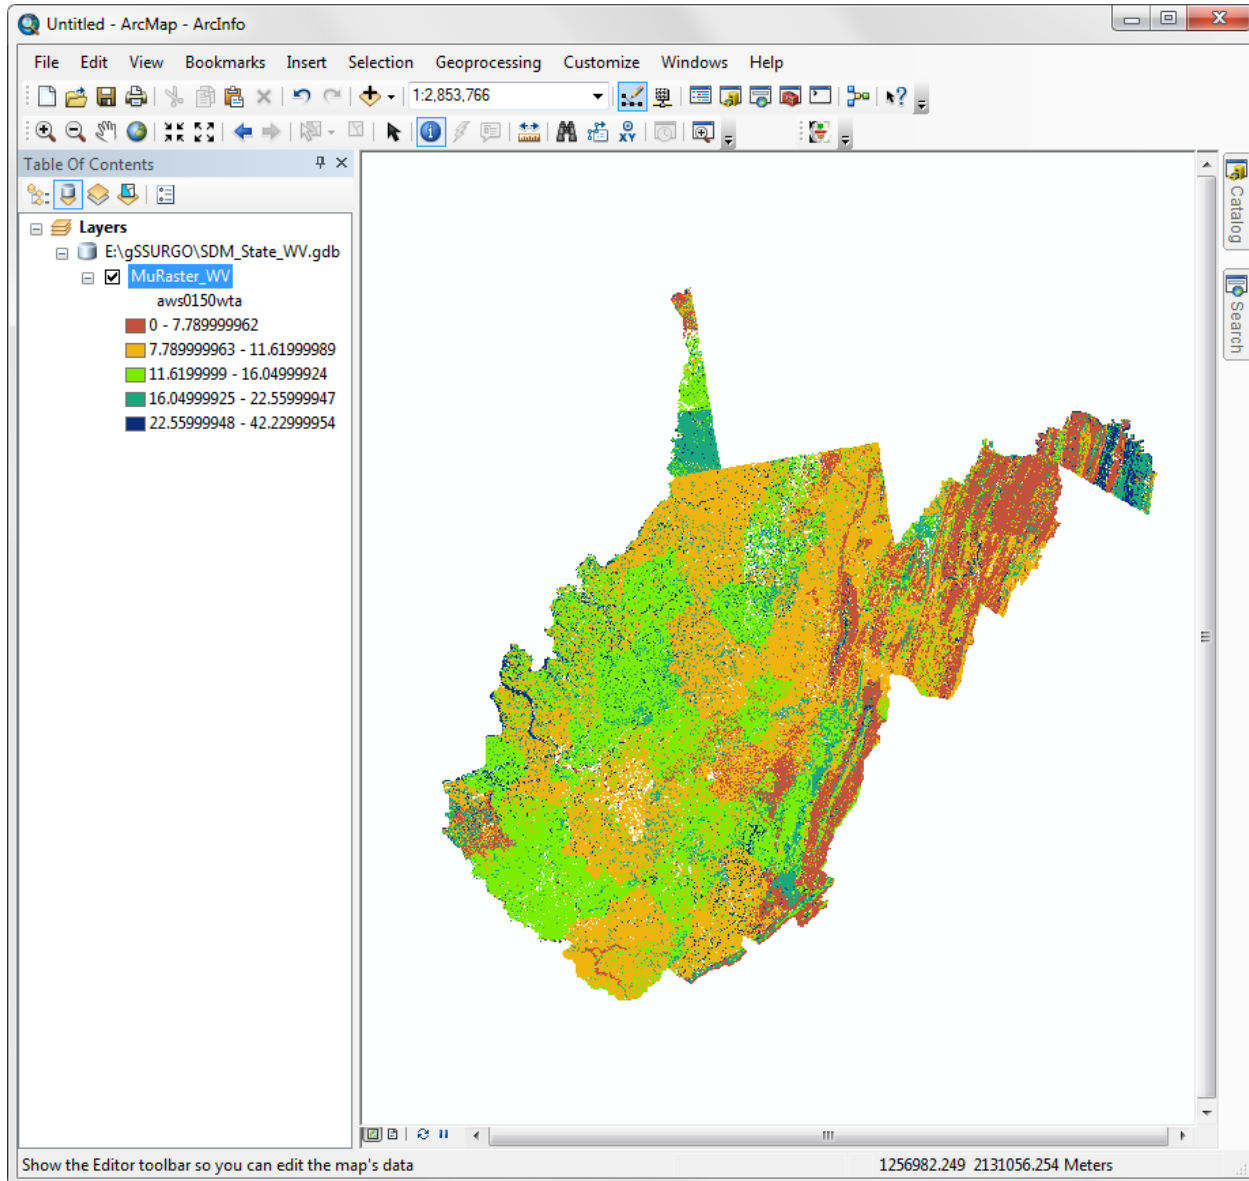 Untitled - ArcMap - ArcInfo
File Edit View Bookmarks Insert Selection Geoprocessing Customize Windows Help
1:2,853,766
Table Of Contents
Layers
E:\gSSURGO\SDM_State_WV.gdb
MuRaster_WV
aws0150wta
0 - 7.789999962
7.789999963 - 11.61999989
11.6199999 - 16.04999924
16.04999925 - 22.55999947
22.55999948 - 42.22999954
Catalog
Search
Show the Editor toolbar so you can edit the map's data
1256982.249 2131056.254 Meters